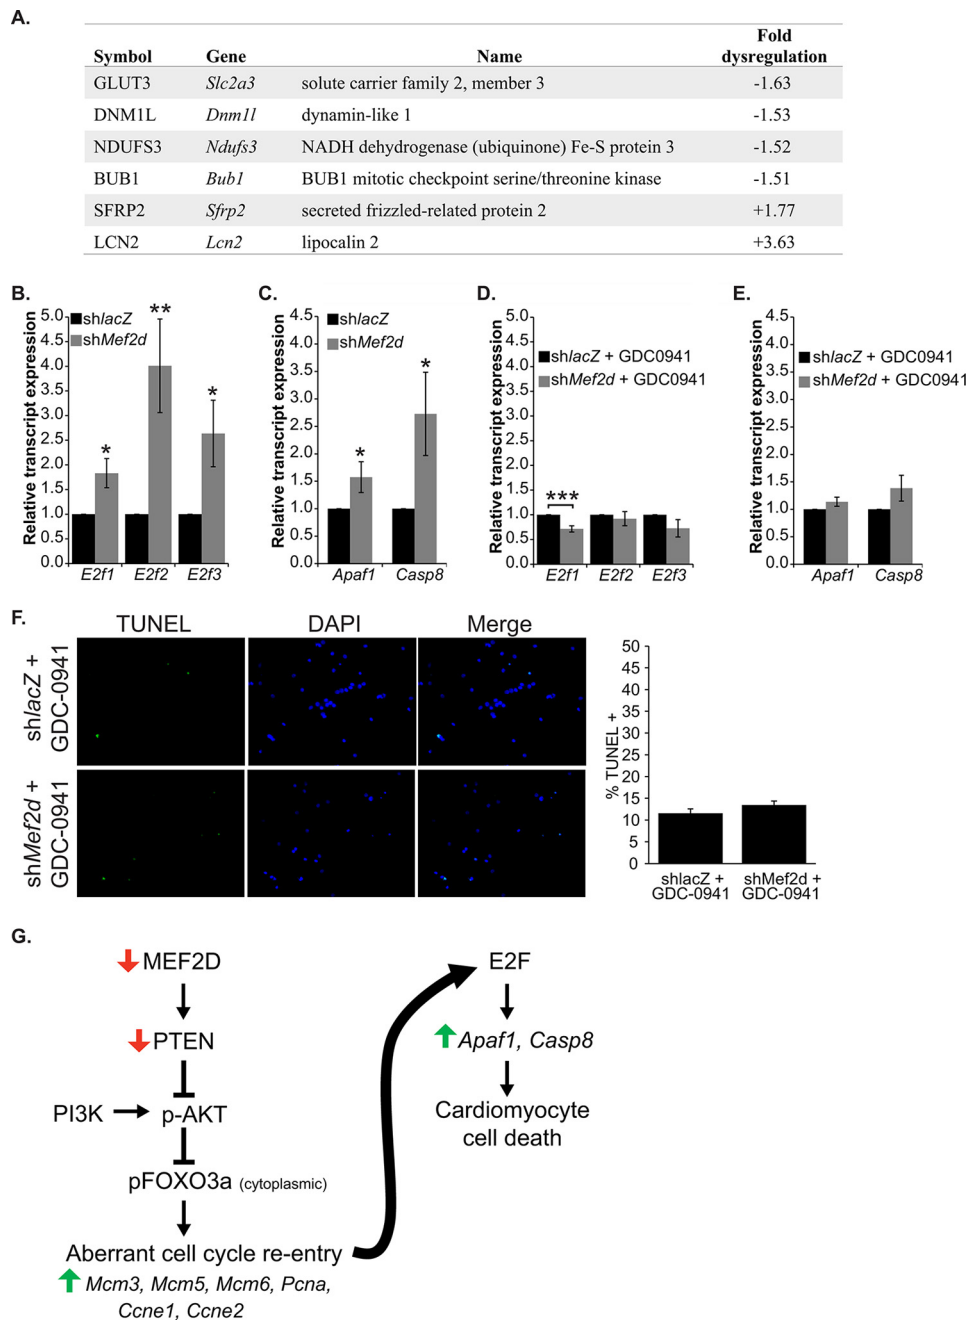 A.
Symbol Gene Name Fold dysregulation
GLUT3 Slc2a3 solute carrier family 2, member 3 -1.63
DNM1L Dnm1l dynamin-like 1 -1.53
NDUFS3 Ndufs3 NADH dehydrogenase (ubiquinone) Fe-S protein 3 -1.52
BUB1 Bub1 BUB1 mitotic checkpoint serine/threonine kinase -1.51
SFRP2 Sfrp2 secreted frizzled-related protein 2 +1.77
LCN2 Lcn2 lipocalin 2 +3.63
B.
Relative transcript expression
5.0
4.5
4.0
3.5
3.0
2.5
2.0
1.5
1.0
0.5
0.0
shlacZ
shMef2d
*
**
*
E2f1 E2f2 E2f3
C.
Relative transcript expression
4.5
4.0
3.5
3.0
2.5
2.0
1.5
1.0
0.5
0.0
shlacZ
shMef2d
*
*
Apaf1 Casp8
D.
Relative transcript expression
5.0
4.5
4.0
3.5
3.0
2.5
2.0
1.5
1.0
0.5
0.0
shlacZ + GDC0941
shMef2d + GDC0941
***
E2f1 E2f2 E2f3
E.
Relative transcript expression
4.5
4.0
3.5
3.0
2.5
2.0
1.5
1.0
0.5
0.0
shlacZ + GDC0941
shMef2d + GDC0941
Apaf1 Casp8
F.
TUNEL DAPI Merge
shlacZ +
GDC-0941
shMef2d +
GDC-0941
% TUNEL +
50
45
40
35
30
25
20
15
10
5
0
shlacZ + shMef2d +
GDC-0941 GDC-0941
G.
MEF2D
PTEN
PI3K p-AKT
pFOXO3a (cytoplasmic)
Aberrant cell cycle re-entry
Mcm3, Mcm5, Mcm6, Pcna,
Ccne1, Ccne2
E2F
Apaf1, Casp8
Cardiomyocyte
cell death